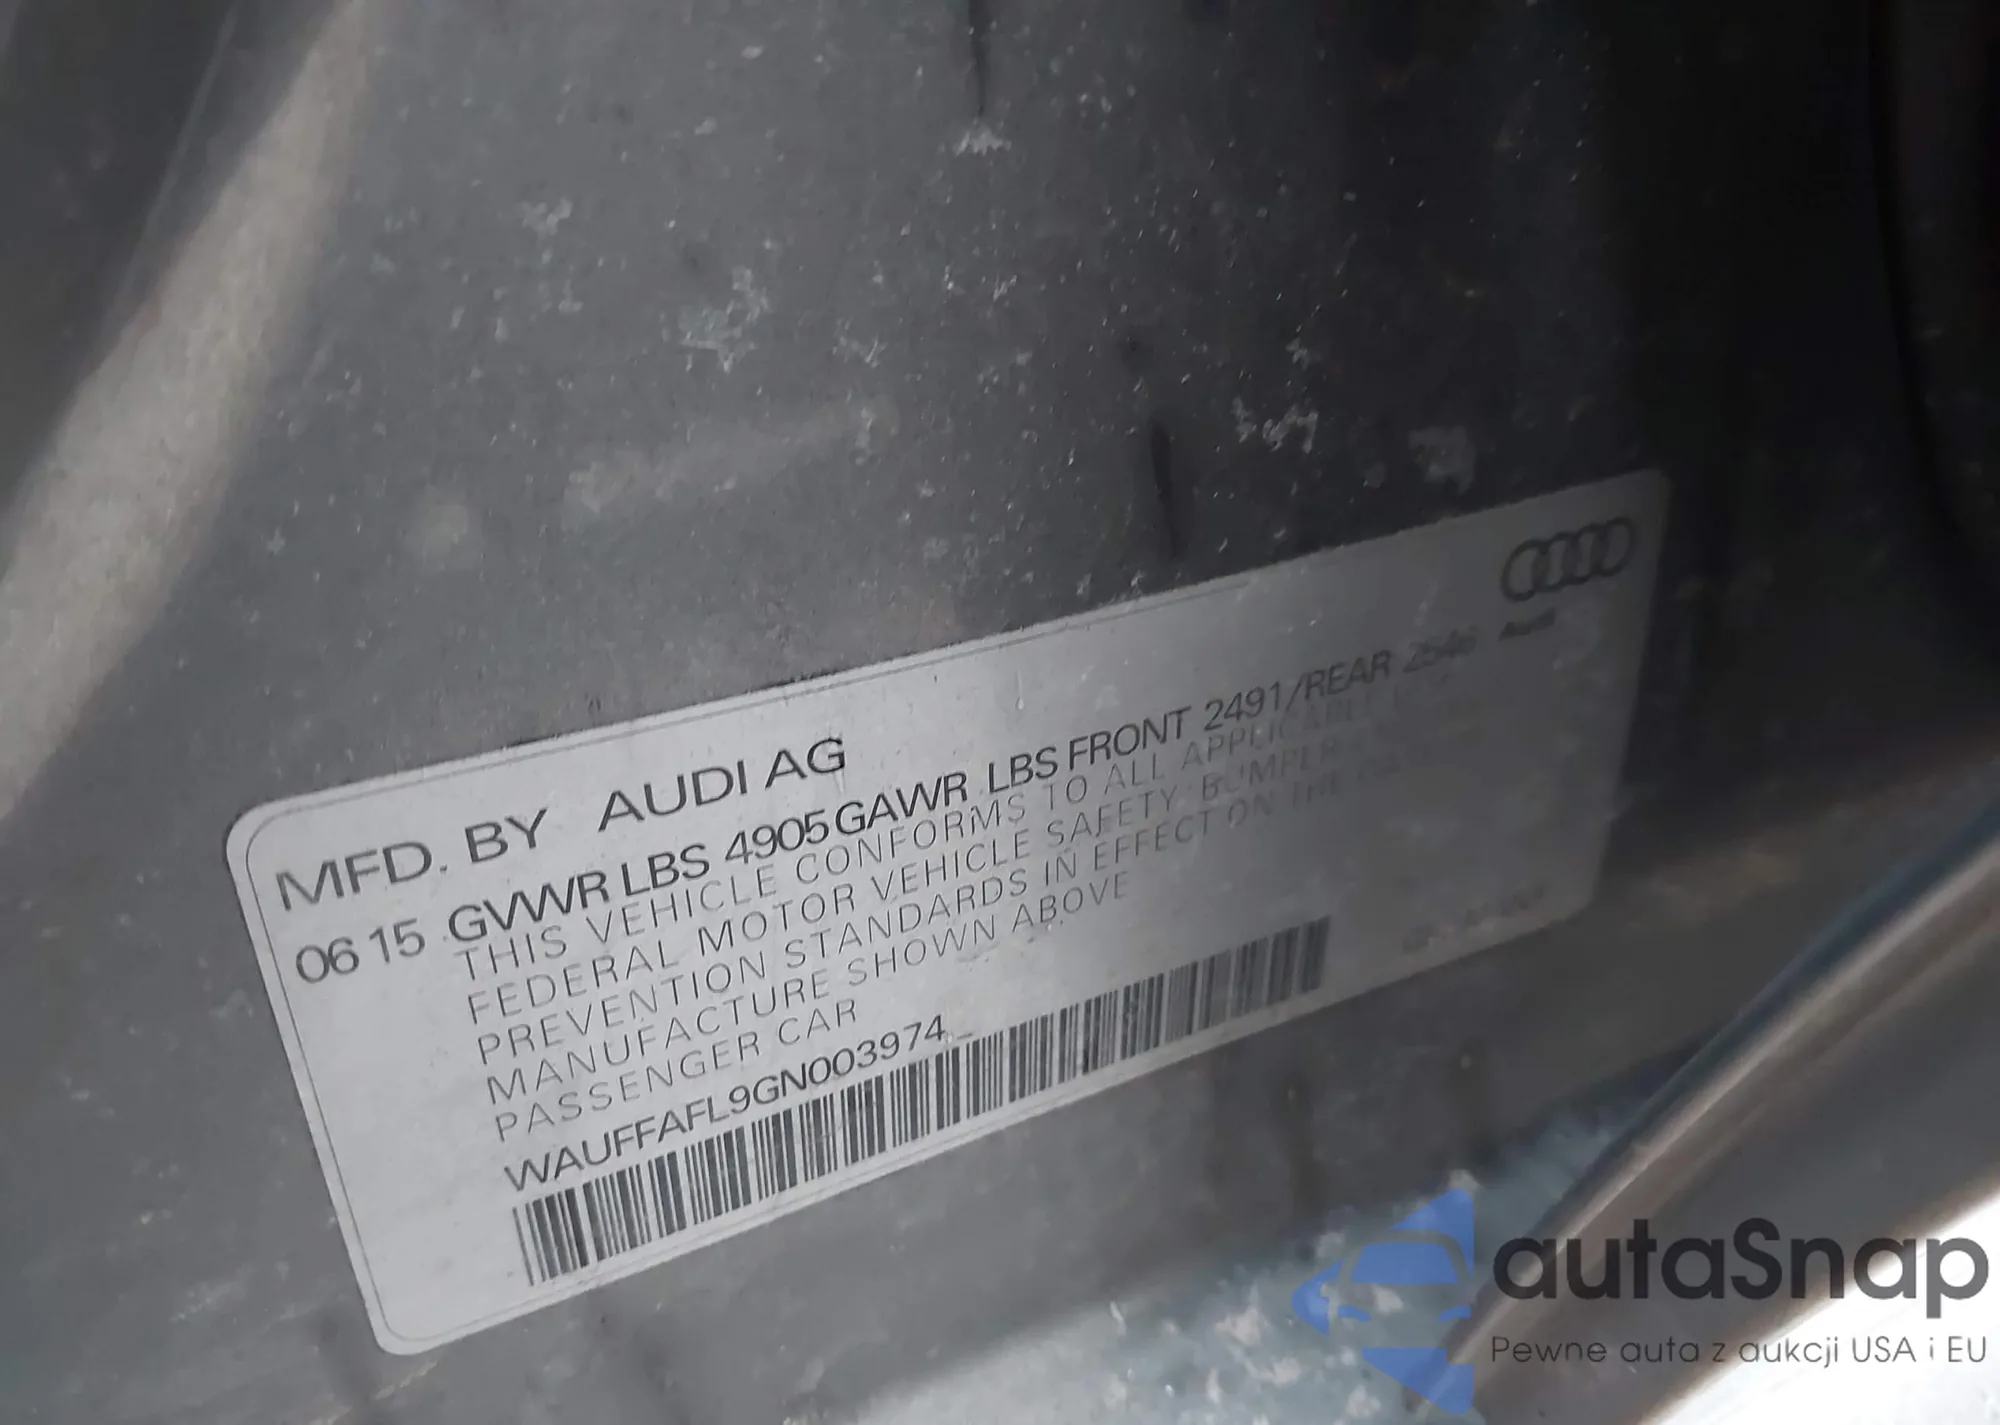 Audi
MFD. BY AUDI AG
06 15 GVWR LBS 4905 GAWR LBS FRONT 2491/REAR 2546
THIS VEHICLE CONFORMS TO ALL APPLICABLE
FEDERAL MOTOR VEHICLE SAFETY BUMPER
PREVENTION STANDARDS IN EFFECT ON THE
MANUFACTURE SHOWN ABOVE
PASSENGER CAR
WAUFFAFL9GN003974
autaSnap
Pewne auta z aukcji USA i EU